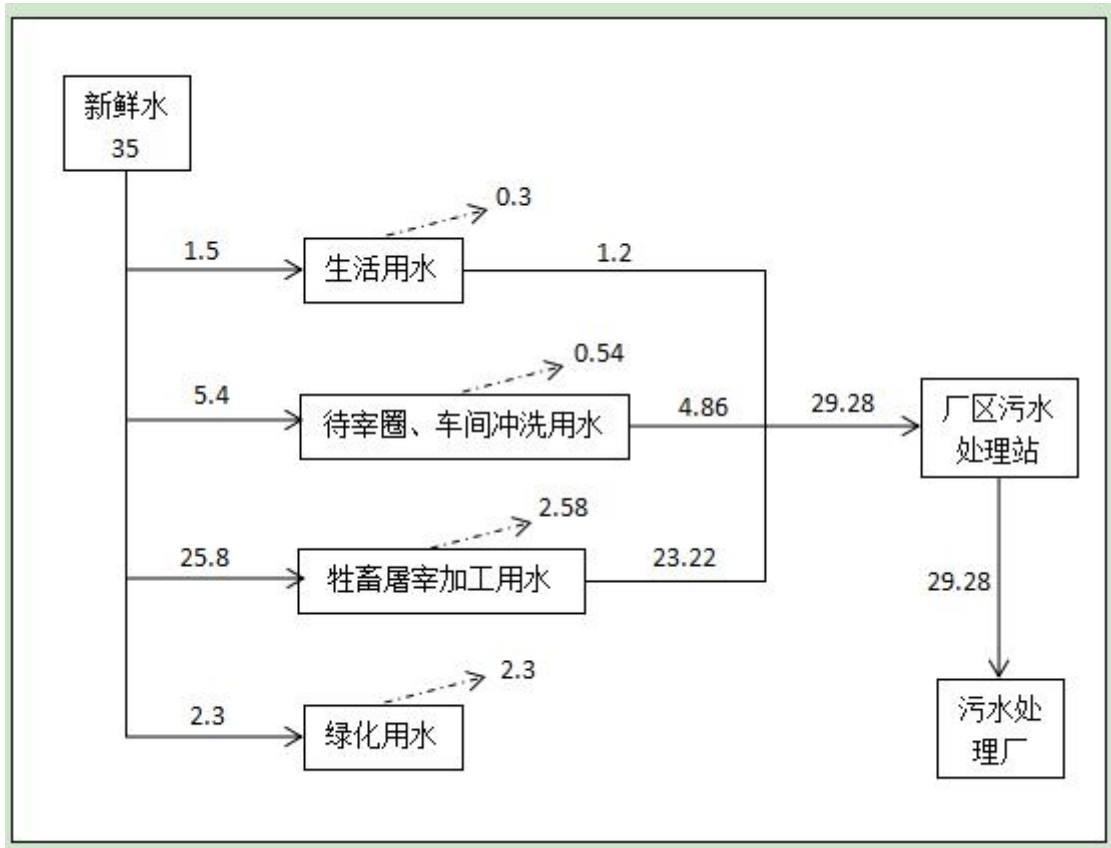 新鲜水
35
0.3
1.5
生活用水
1.2
0.54
5.4
待宰圈、车间冲洗用水
4.86
29.28
厂区污水
处理站
2.58
25.8
牲畜屠宰加工用水
23.22
29.28
2.3
2.3
绿化用水
污水处
理厂